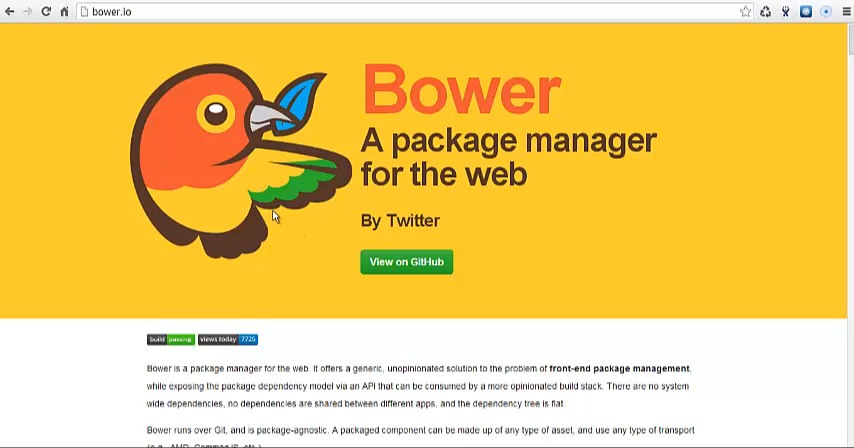 bower.io
Bower
A package manager
for the web
By Twitter
View on GitHub
build passing views today 7725
Bower is a package manager for the web. It offers a generic, unopinionated solution to the problem of front-end package management,
while exposing the package dependency model via an API that can be consumed by a more opinionated build stack. There are no system
wide dependencies, no dependencies are shared between different apps, and the dependency tree is flat.
Bower runs over Git, and is package-agnostic. A packaged component can be made up of any type of asset, and use any type of transport
(e.g., AMD, CommonJS, etc.)